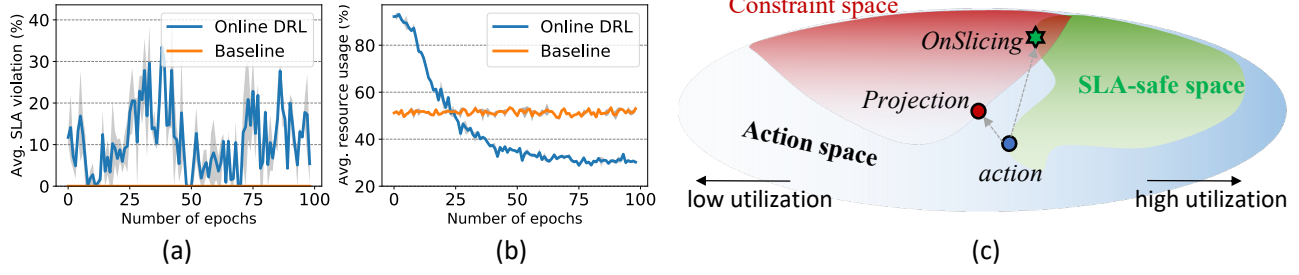 Avg. SLA violation (%)
40
30
20
10
0
Online DRL
Baseline
0
25
50
75
100
Number of epochs
(a)
Avg. resource usage (%)
80
60
40
20
Online DRL
Baseline
0
25
50
75
100
Number of epochs
(b)
Constraint space
OnSlicing
SLA-safe space
Projection
Action space
action
low utilization
high utilization
(c)